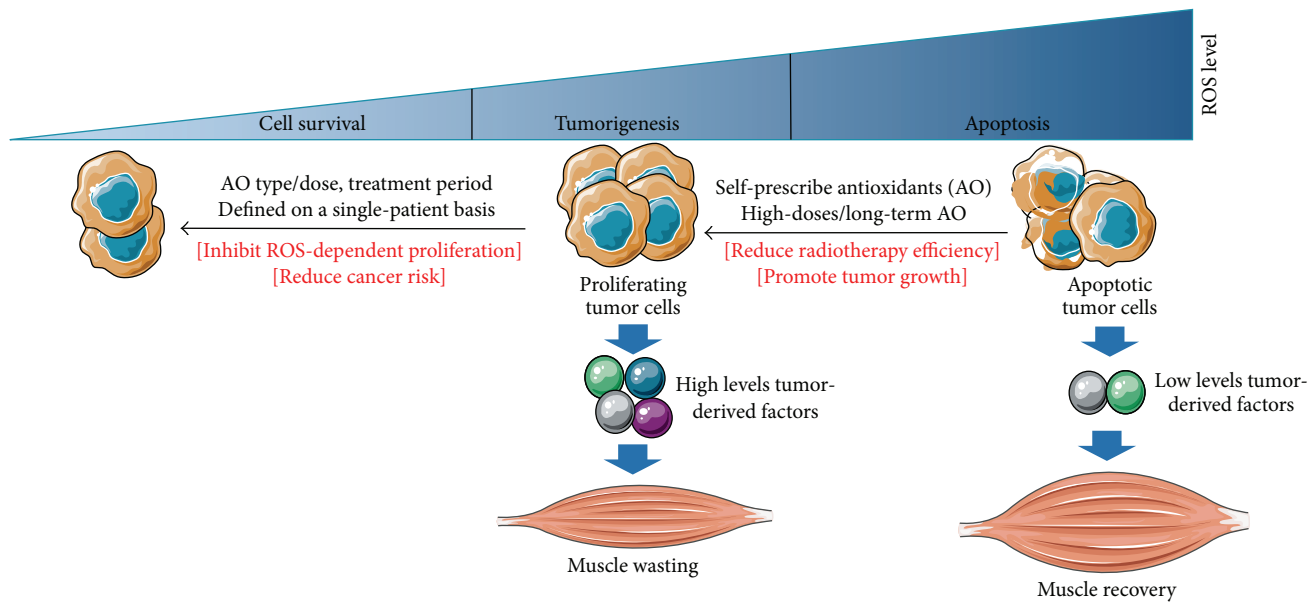 ROS level
Cell survival
Tumorigenesis
Apoptosis
AO type/dose, treatment period
Defined on a single-patient basis
[Inhibit ROS-dependent proliferation]
[Reduce cancer risk]
Self-prescribe antioxidants (AO)
High-doses/long-term AO
[Reduce radiotherapy efficiency]
[Promote tumor growth]
Proliferating
tumor cells
Apoptotic
tumor cells
High levels tumor-
derived factors
Low levels tumor-
derived factors
Muscle wasting
Muscle recovery